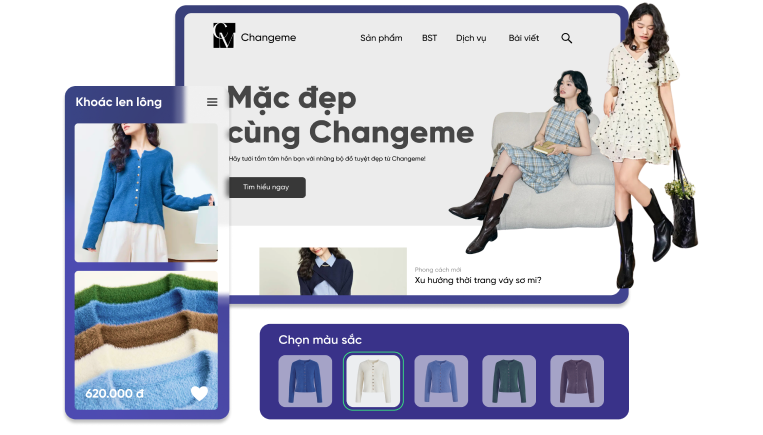 CV
Changeme
Sản phẩm
BST
Dịch vụ
Bài viết
Mặc đẹp
cùng Changeme
Hãy tưới tắm tâm hồn bạn với những bộ đồ tuyệt đẹp từ Changeme!
Tìm hiểu ngay
Phong cách mới
Xu hướng thời trang váy sơ mi?
Khoác len lông
620.000 đ
Chọn màu sắc